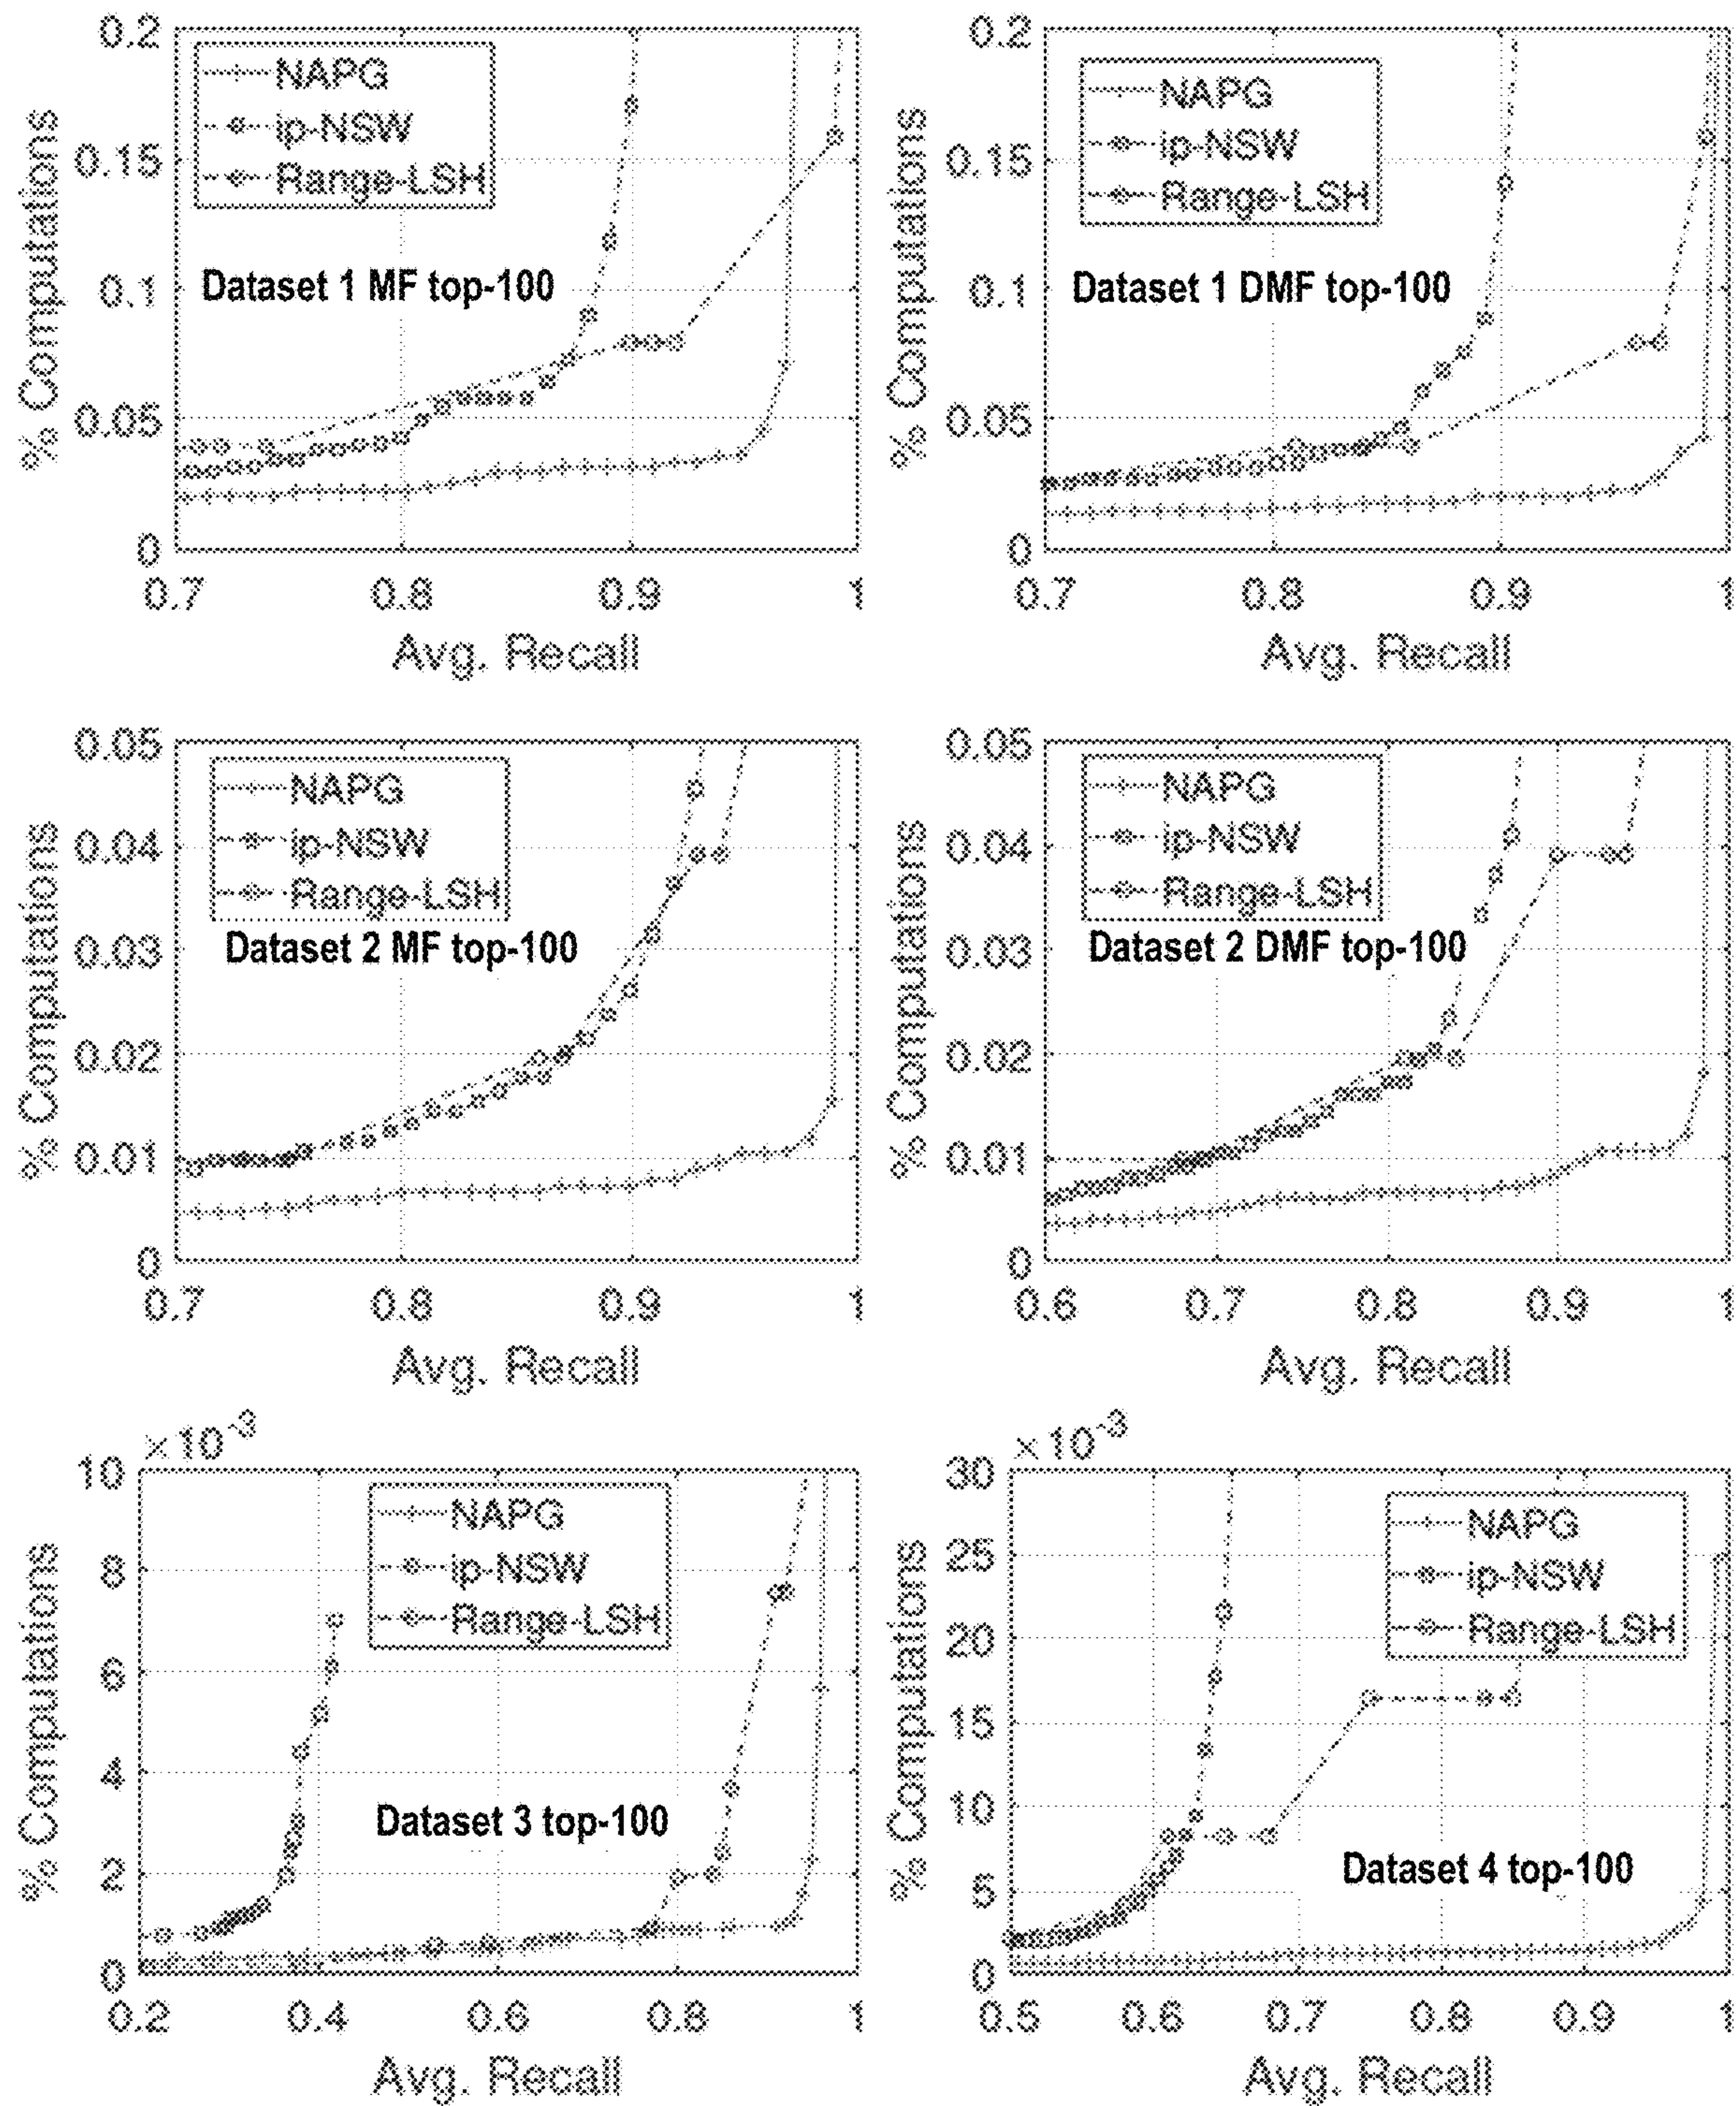 0.2
0.15
0.1
0.05
0
% Computations
NAPG
ip-NSW
Range-LSH
Dataset 1 MF top-100
0.7 0.8 0.9 1
Avg. Recall
0.2
0.15
0.1
0.05
0
% Computations
NAPG
ip-NSW
Range-LSH
Dataset 1 DMF top-100
0.7 0.8 0.9 1
Avg. Recall
0.05
0.04
0.03
0.02
0.01
0
% Computations
NAPG
ip-NSW
Range-LSH
Dataset 2 MF top-100
0.7 0.8 0.9 1
Avg. Recall
0.05
0.04
0.03
0.02
0.01
0
% Computations
NAPG
ip-NSW
Range-LSH
Dataset 2 DMF top-100
0.6 0.7 0.8 0.9 1
Avg. Recall
×10-3
10
8
6
4
2
0
% Computations
NAPG
ip-NSW
Range-LSH
Dataset 3 top-100
0.2 0.4 0.6 0.8 1
Avg. Recall
×10-3
30
25
20
15
10
5
0
% Computations
NAPG
ip-NSW
Range-LSH
Dataset 4 top-100
0.5 0.6 0.7 0.8 0.9 1
Avg. Recall